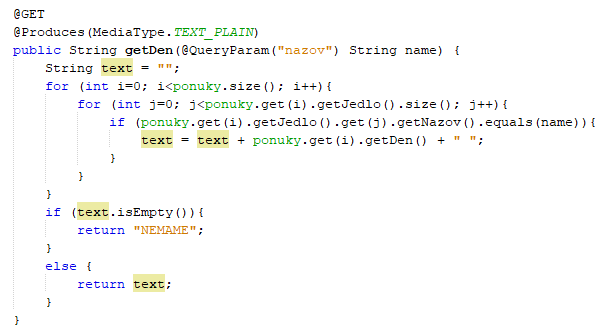 @GET
@Produces(MediaType.TEXT_PLAIN)
public String getDen(@QueryParam("nazov") String name) {
    String text = "";
    for (int i=0; i<ponuky.size(); i++){
        for (int j=0; j<ponuky.get(i).getJedlo().size(); j++){
            if (ponuky.get(i).getJedlo().get(j).getNazov().equals(name)){
                text = text + ponuky.get(i).getDen() + " ";
            }
        }
    }
    if (text.isEmpty()){
        return "NEMAME";
    }
    else {
        return text;
    }
}